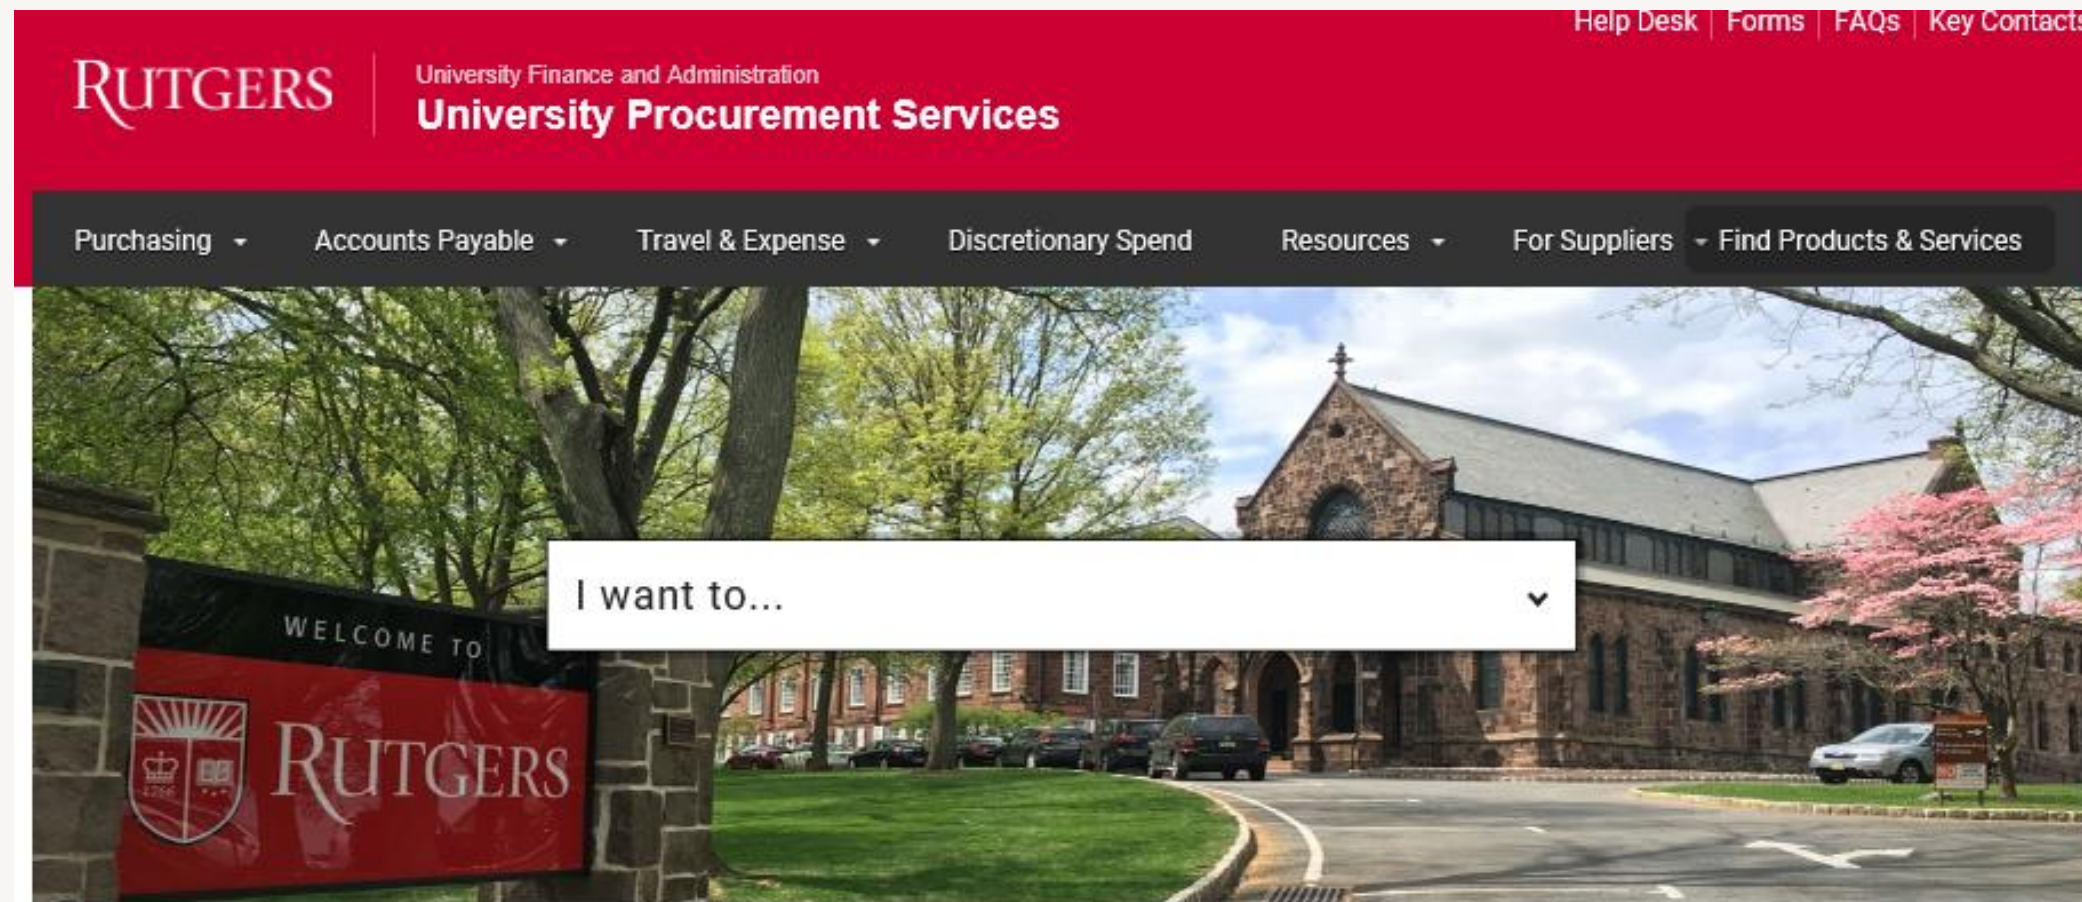 Help Desk | Forms | FAQs | Key Contacts
RUTGERS
University Finance and Administration
University Procurement Services
Purchasing Accounts Payable Travel & Expense Discretionary Spend Resources For Suppliers Find Products & Services
I want to...
WELCOME TO
1766
RUTGERS